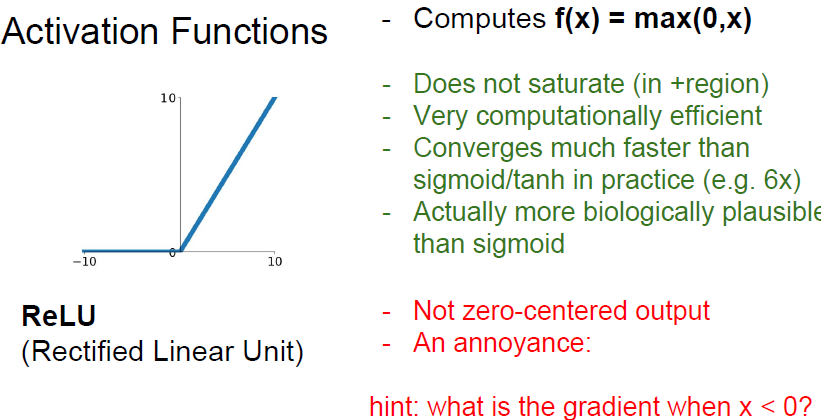 Activation Functions
10
0
−10
10
ReLU
(Rectified Linear Unit)
- Computes f(x) = max(0,x)
- Does not saturate (in +region)
- Very computationally efficient
- Converges much faster than
sigmoid/tanh in practice (e.g. 6x)
- Actually more biologically plausible
than sigmoid
- Not zero-centered output
- An annoyance:
hint: what is the gradient when x < 0?